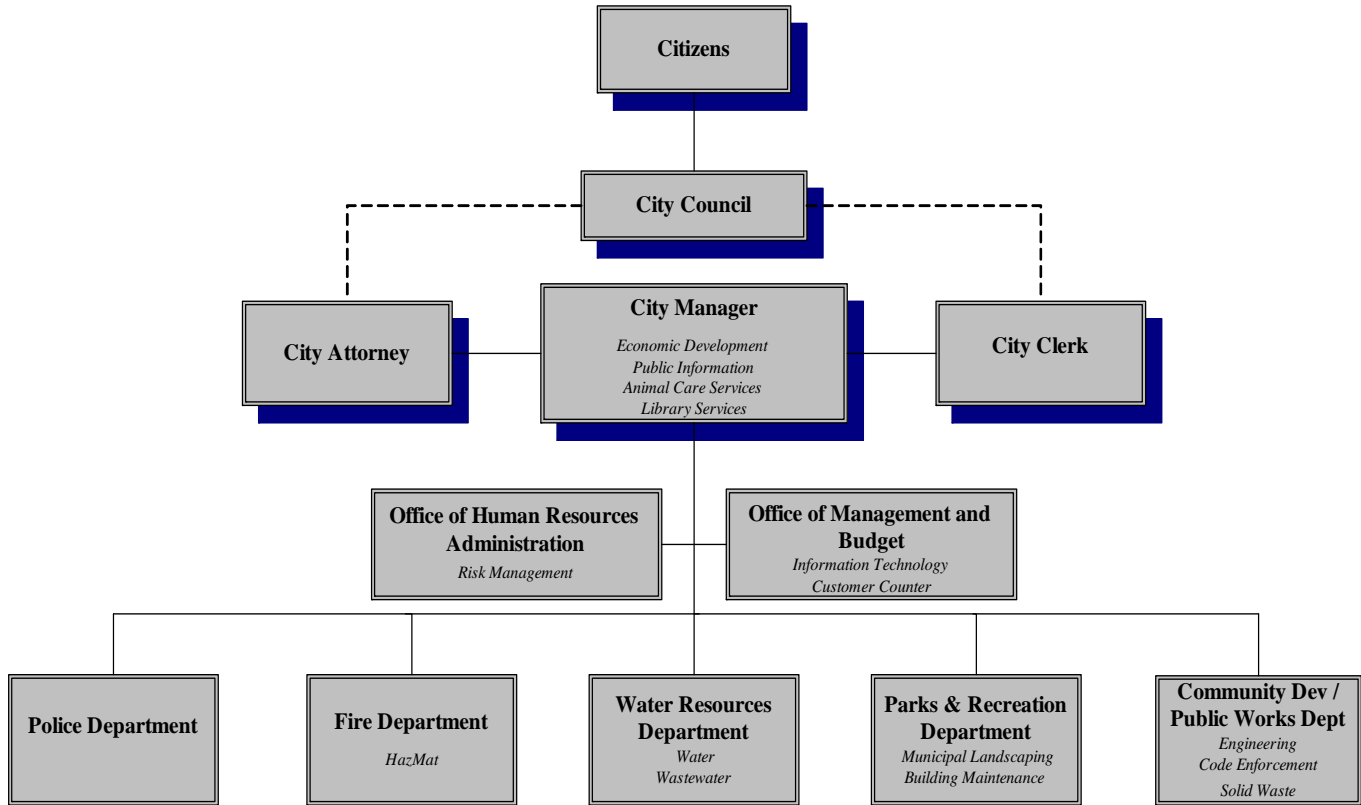 Citizens
City Council
City Attorney
City Manager
Economic Development
Public Information
Animal Care Services
Library Services
City Clerk
Office of Human Resources
Administration
Risk Management
Office of Management and
Budget
Information Technology
Customer Counter
Police Department
Fire Department
HazMat
Water Resources
Department
Water
Wastewater
Parks & Recreation
Department
Municipal Landscaping
Building Maintenance
Community Dev /
Public Works Dept
Engineering
Code Enforcement
Solid Waste